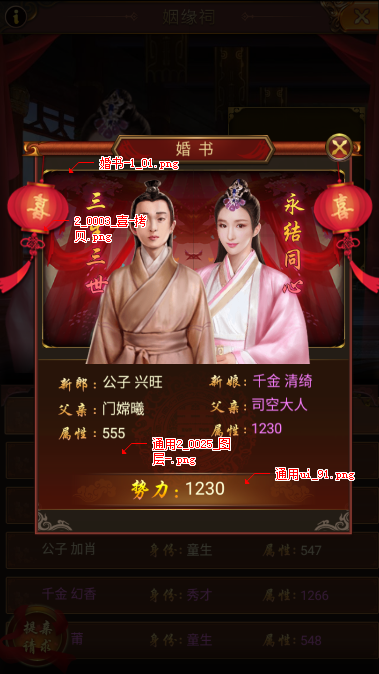 姻缘祠
婚书
婚书-1_01.png
喜
喜
三生三世
永结同心
2_0003_喜-拷
贝.png
新郎：公子 兴旺
新娘：千金 清绮
父亲：门嫦曦
父亲：司空大人
属性：555
属性：1230
通用2_0025_图
层-.png
通用ui_91.png
势力：1230
公子 加肖
身份：童生
属性：547
千金 幻香
身份：秀才
属性：1266
提亲
请求
莆
身份：童生
属性：548